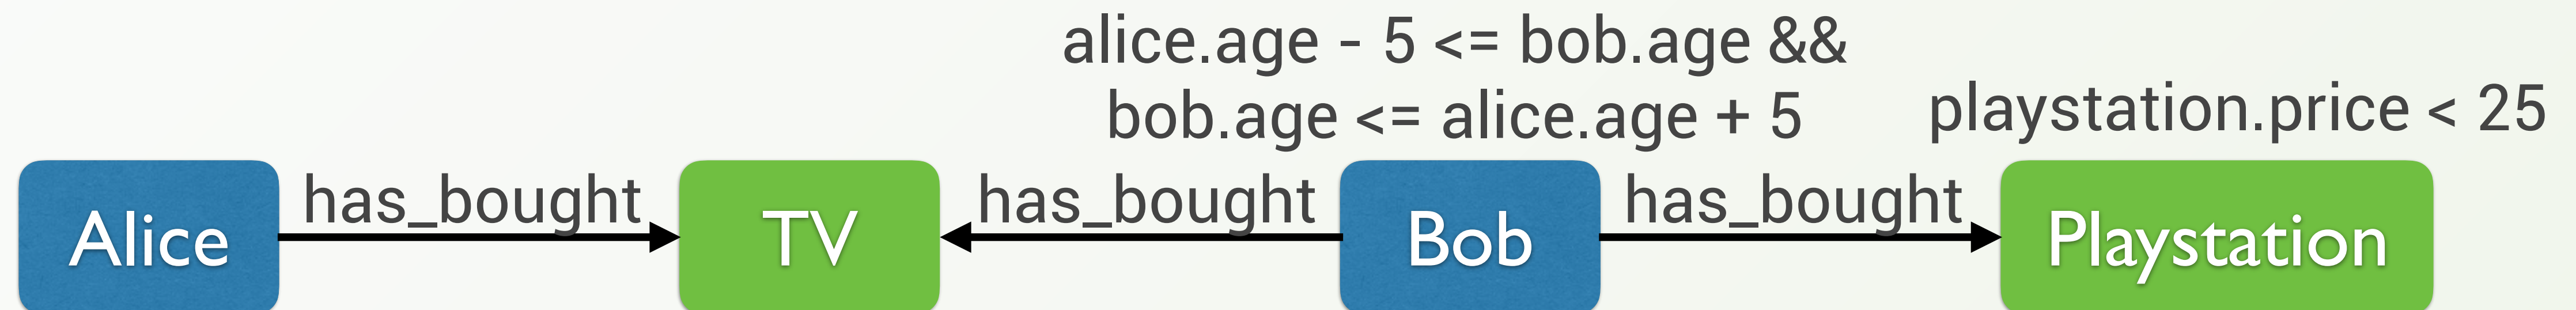 alice.age - 5 <= bob.age &&
bob.age <= alice.age + 5
playstation.price < 25
Alice
has_bought
TV
has_bought
Bob
has_bought
Playstation